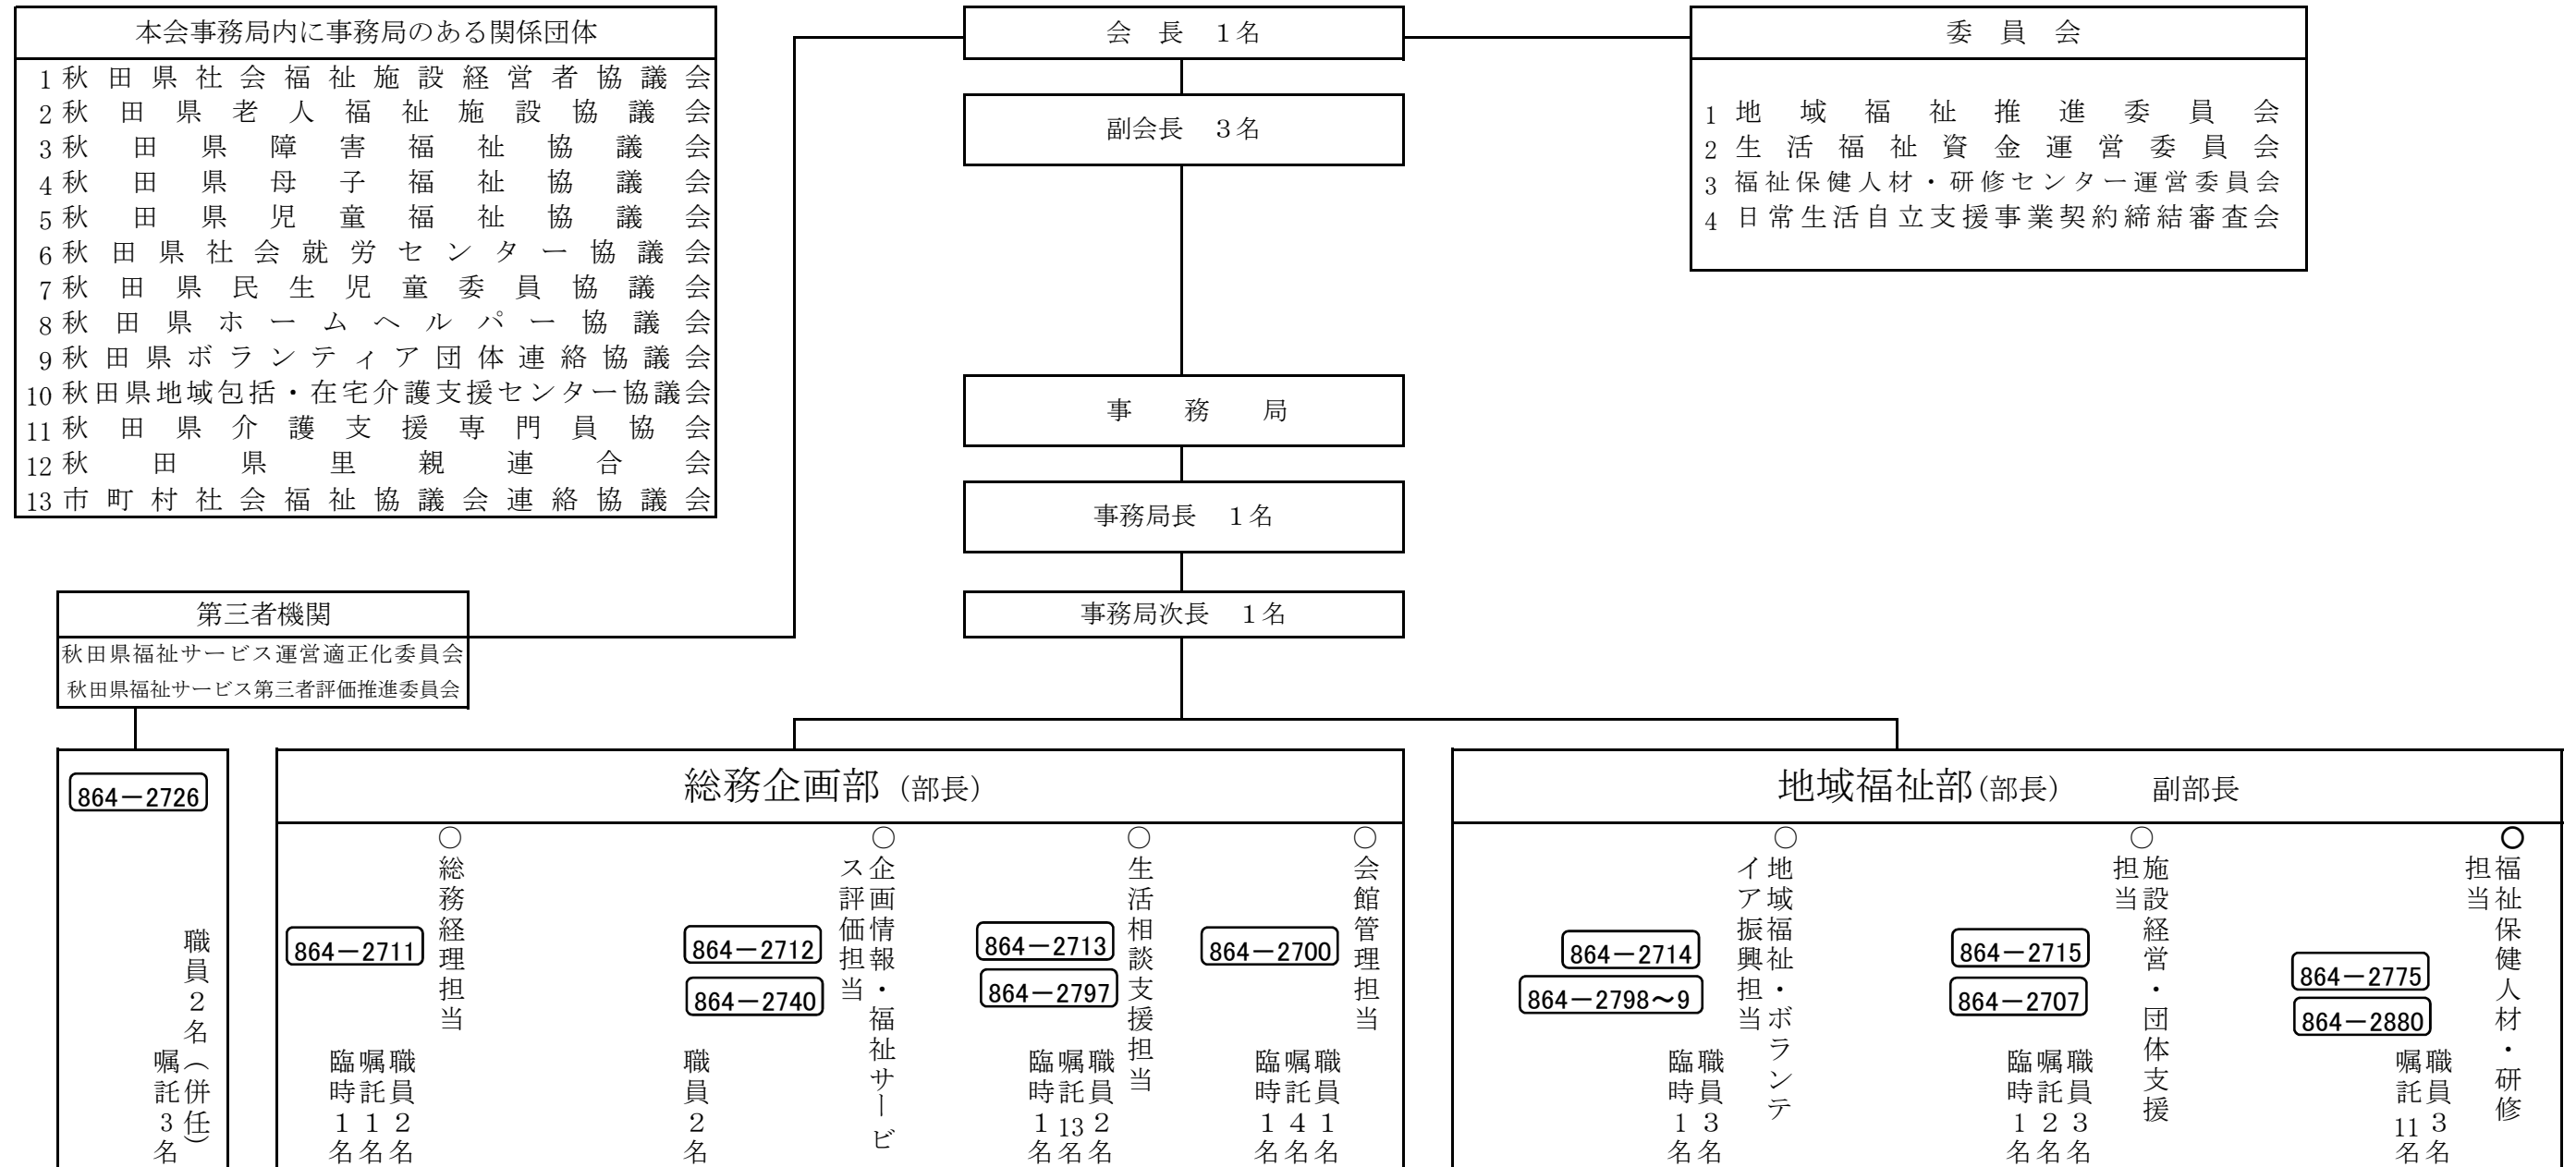 本会事務局内に事務局のある関係団体
1 秋田県社会福祉施設経営者協議会
2 秋田県老人福祉施設協議会
3 秋田県障害福祉協議会
4 秋田県母子福祉協議会
5 秋田県児童福祉協議会
6 秋田県社会就労センター協議会
7 秋田県民生児童委員協議会
8 秋田県ホームヘルパー協議会
9 秋田県ボランティア団体連絡協議会
10 秋田県地域包括・在宅介護支援センター協議会
11 秋田県介護支援専門員協会
12 秋田県里親連合会
13 市町村社会福祉協議会連絡協議会
会 長 1名
副会長 3名
事 務 局
事務局長 1名
事務局次長 1名
委 員 会
1 地域福祉推進委員会
2 生活福祉資金運営委員会
3 福祉保健人材・研修センター運営委員会
4 日常生活自立支援事業契約締結審査会
第三者機関
秋田県福祉サービス運営適正化委員会
秋田県福祉サービス第三者評価推進委員会
864-2726
職員2名(併任)
嘱託3名
総務企画部(部長)
○総務経理担当
864-2711
職員2名
嘱託1名
臨時1名
○企画情報・福祉サービ
ス評価担当
864-2712
864-2740
職員2名
○生活相談支援担当
864-2713
864-2797
職員2名
嘱託13名
臨時1名
○会館管理担当
864-2700
職員1名
嘱託4名
臨時1名
地域福祉部(部長) 副部長
○地域福祉・ボランテ
イア振興担当
864-2714
864-2798~9
職員3名
臨時1名
○施設経営・団体支援
担当
864-2715
864-2707
職員3名
嘱託2名
臨時1名
○福祉保健人材・研修
担当
864-2775
864-2880
職員3名
嘱託11名